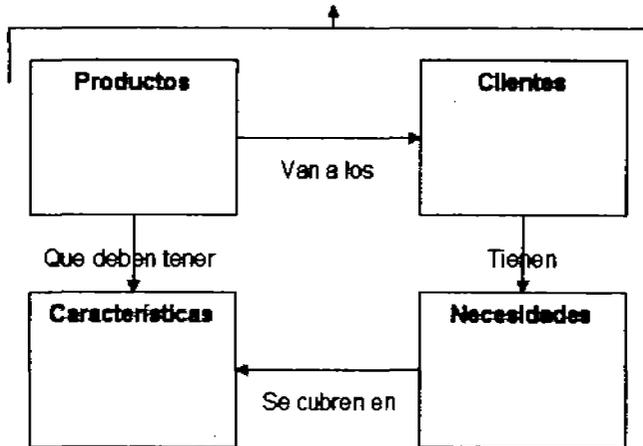 Productos
Clientes
Van a los
Que deben tener
Tienen
Características
Necesidades
Se cubren en